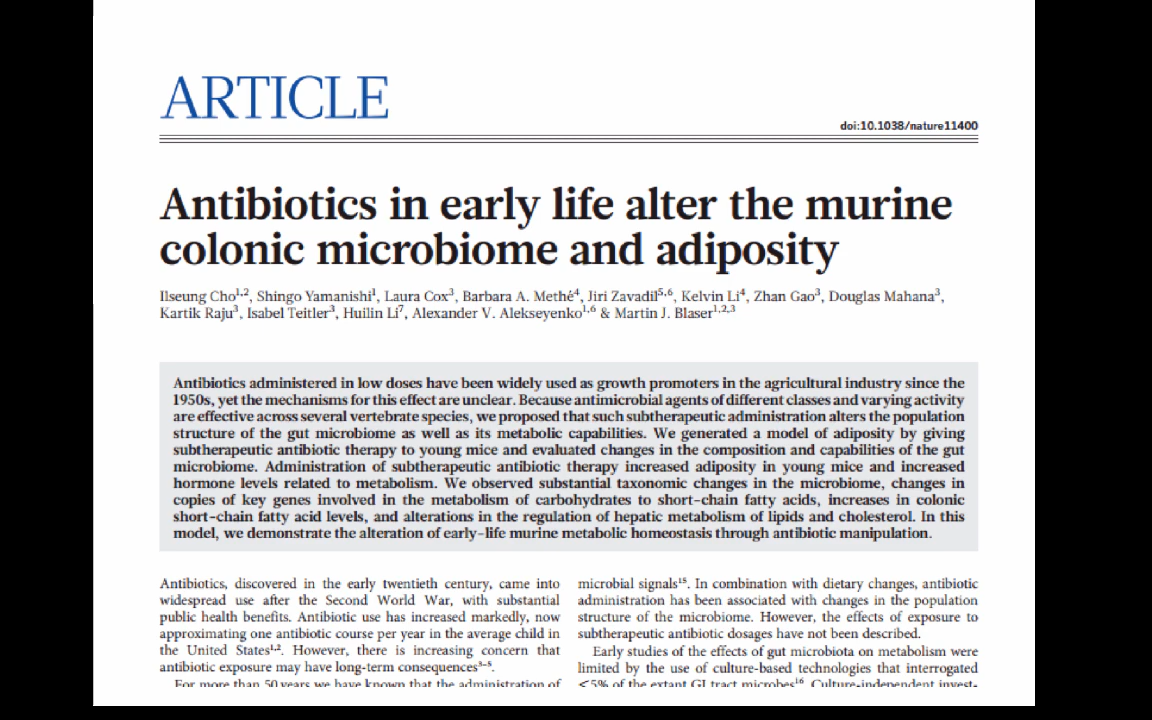 ARTICLE
doi:10.1038/nature11400
Antibiotics in early life alter the murine
colonic microbiome and adiposity
Ilseung Cho1,2, Shingo Yamanishi1, Laura Cox3, Barbara A. Methé4, Jiri Zavadil5,6, Kelvin Li4, Zhan Gao3, Douglas Mahana3,
Kartik Raju3, Isabel Teitler3, Huilin Li7, Alexander V. Alekseyenko1,6 & Martin J. Blaser1,2,3
Antibiotics administered in low doses have been widely used as growth promoters in the agricultural industry since the
1950s, yet the mechanisms for this effect are unclear. Because antimicrobial agents of different classes and varying activity
are effective across several vertebrate species, we proposed that such subtherapeutic administration alters the population
structure of the gut microbiome as well as its metabolic capabilities. We generated a model of adiposity by giving
subtherapeutic antibiotic therapy to young mice and evaluated changes in the composition and capabilities of the gut
microbiome. Administration of subtherapeutic antibiotic therapy increased adiposity in young mice and increased
hormone levels related to metabolism. We observed substantial taxonomic changes in the microbiome, changes in
copies of key genes involved in the metabolism of carbohydrates to short-chain fatty acids, increases in colonic
short-chain fatty acid levels, and alterations in the regulation of hepatic metabolism of lipids and cholesterol. In this
model, we demonstrate the alteration of early-life murine metabolic homeostasis through antibiotic manipulation.
Antibiotics, discovered in the early twentieth century, came into
widespread use after the Second World War, with substantial
public health benefits. Antibiotic use has increased markedly, now
approximating one antibiotic course per year in the average child in
the United States1,2. However, there is increasing concern that
antibiotic exposure may have long-term consequences3–5.
For more than 50 years we have known that the administration of
microbial signals15. In combination with dietary changes, antibiotic
administration has been associated with changes in the population
structure of the microbiome. However, the effects of exposure to
subtherapeutic antibiotic dosages have not been described.
Early studies of the effects of gut microbiota on metabolism were
limited by the use of culture-based technologies that interrogated
<5% of the extant GI tract microbes16. Culture-independent invest-